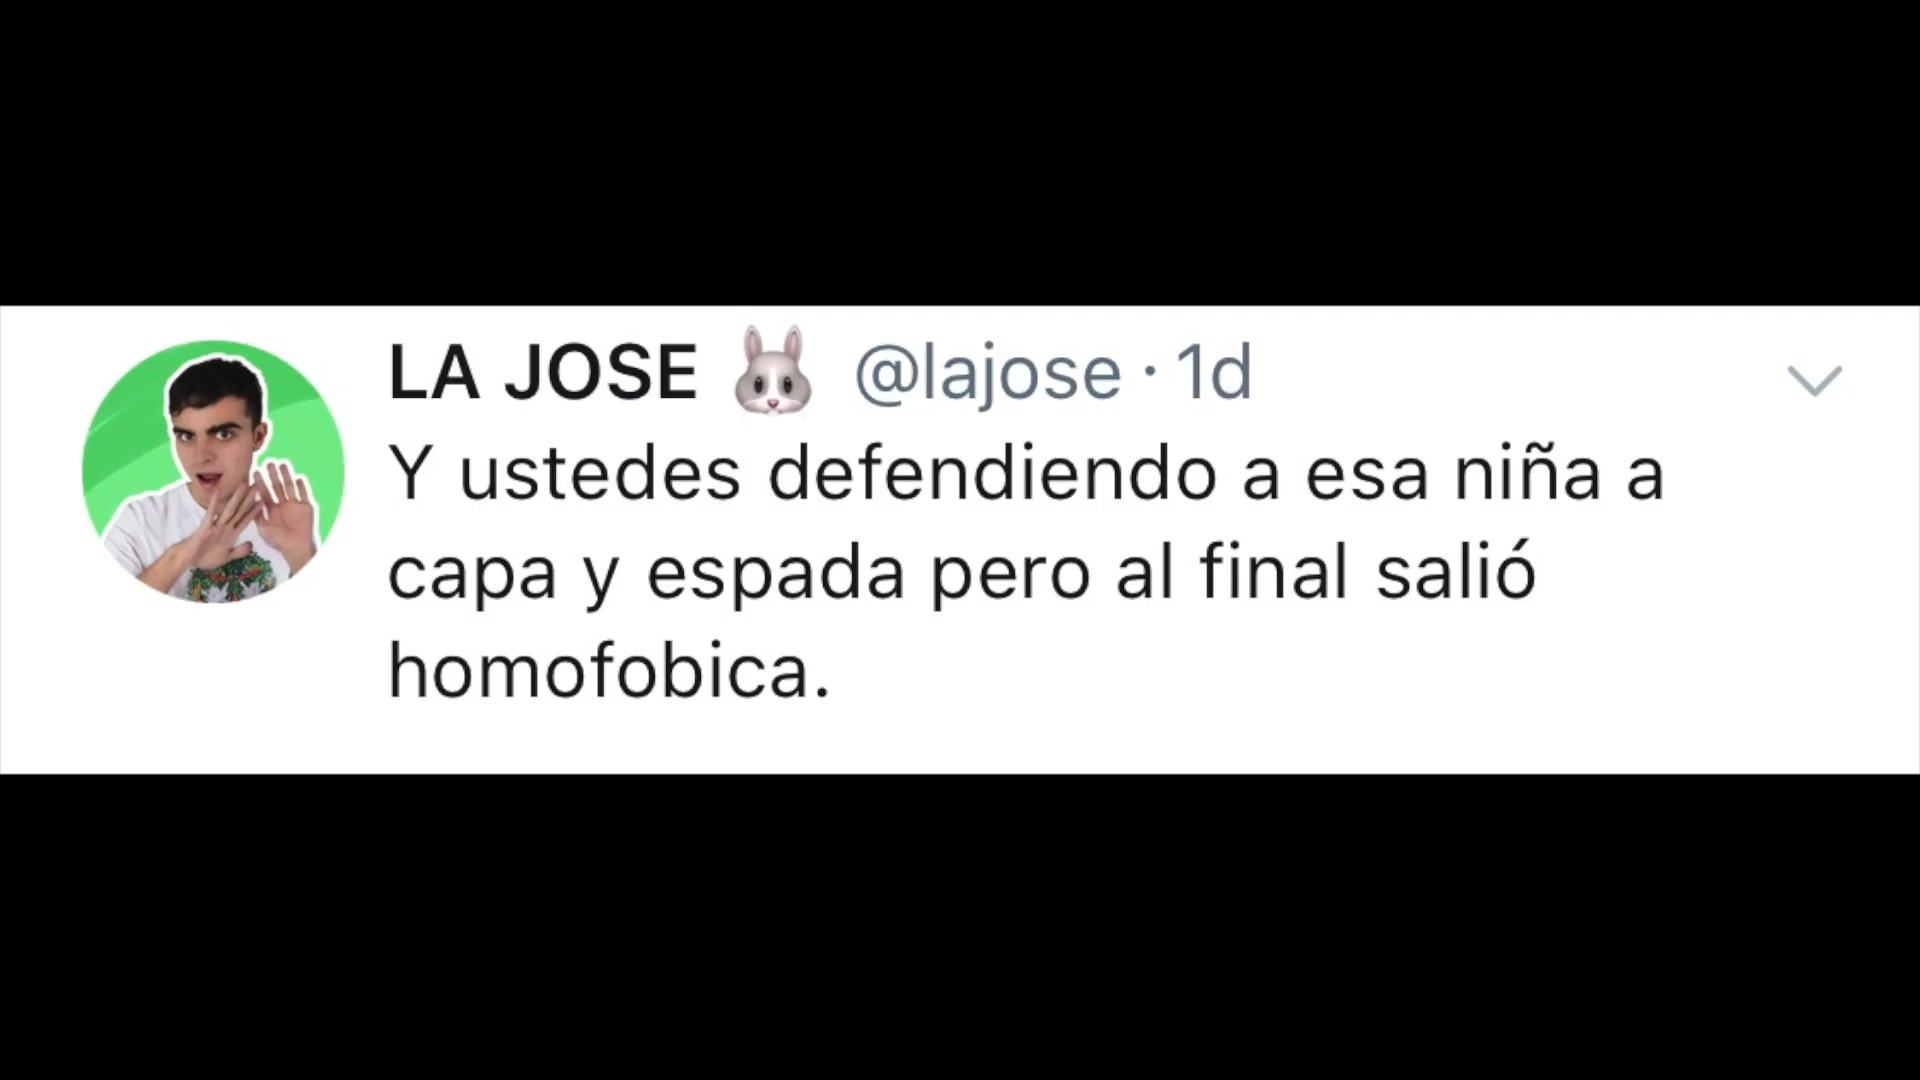 LA JOSE 🐰 @lajose · 1d
Y ustedes defendiendo a esa niña a
capa y espada pero al final salió
homofobica.